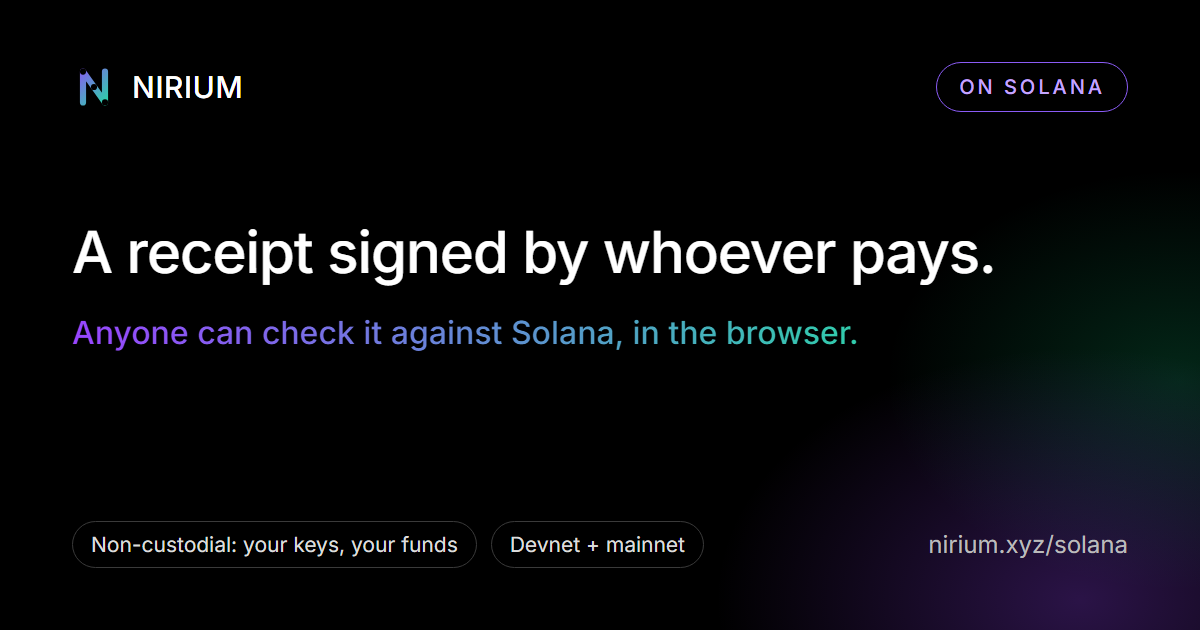 NIRIUM
ON SOLANA
A receipt signed by whoever pays.
Anyone can check it against Solana, in the browser.
Non-custodial: your keys, your funds
Devnet + mainnet
nirium.xyz/solana